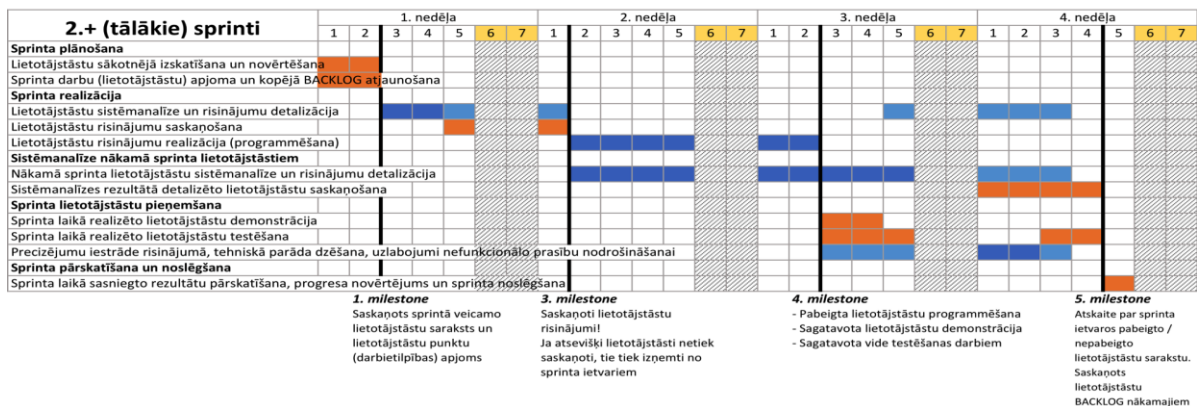 2.+ (tālākie) sprinti
1. nedēļa 2. nedēļa 3. nedēļa 4. nedēļa
1 2 3 4 5 6 7 1 2 3 4 5 6 7 1 2 3 4 5 6 7 1 2 3 4 5 6 7
Sprinta plānošana
Lietotājstāstu sākotnējā izskatīšana un novērtēšana
Sprinta darbu (lietotājstāstu) apjoma un kopējā BACKLOG atjaunošana
Sprinta realizācija
Lietotājstāstu sistēmanalīze un risinājumu detalizācija
Lietotājstāstu risinājumu saskaņošana
Lietotājstāstu risinājumu realizācija (programmēšana)
Sistēmanalīze nākamā sprinta lietotājstāstiem
Nākamā sprinta lietotājstāstu sistēmanalīze un risinājumu detalizācija
Sistēmanalīzes rezultātā detalizēto lietotājstāstu saskaņošana
Sprinta lietotājstāstu pieņemšana
Sprinta laikā realizēto lietotājstāstu demonstrācija
Sprinta laikā realizēto lietotājstāstu testēšana
Precizējumu iestrāde risinājumā, tehniskā parāda dzēšana, uzlabojumi nefunkcionālo prasību nodrošināšanai
Sprinta pārskatīšana un noslēgšana
Sprinta laikā sasniegto rezultātu pārskatīšana, progresa novērtējums un sprinta noslēgšana
1. milestone
Saskaņots sprintā veicamo
lietotājstāstu saraksts un
lietotājstāstu punktu
(darbietilpības) apjoms
3. milestone
Saskaņoti lietotājstāstu
risinājumi!
Ja atsevišķi lietotājstāsti netiek
saskaņoti, tie tiek izņemti no
sprinta ietvariem
4. milestone
- Pabeigta lietotājstāstu programmēšana
- Sagatavota lietotājstāstu demonstrācija
- Sagatavota vide testēšanas darbiem
5. milestone
Atskaite par sprinta
ietvaros pabeigto /
nepabeigto
lietotājstāstu sarakstu.
Saskaņots
lietotājstāstu
BACKLOG nākamajiem